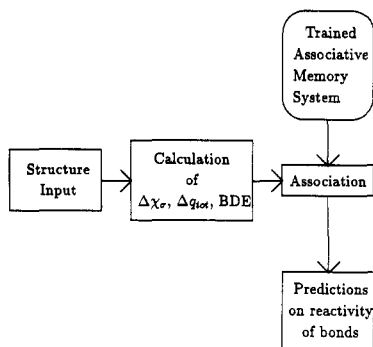 Trained
Associative
Memory
System
Structure
Input
Calculation
of
Δχσ, Δqtot, BDE
Association
Predictions
on reactivity
of bonds